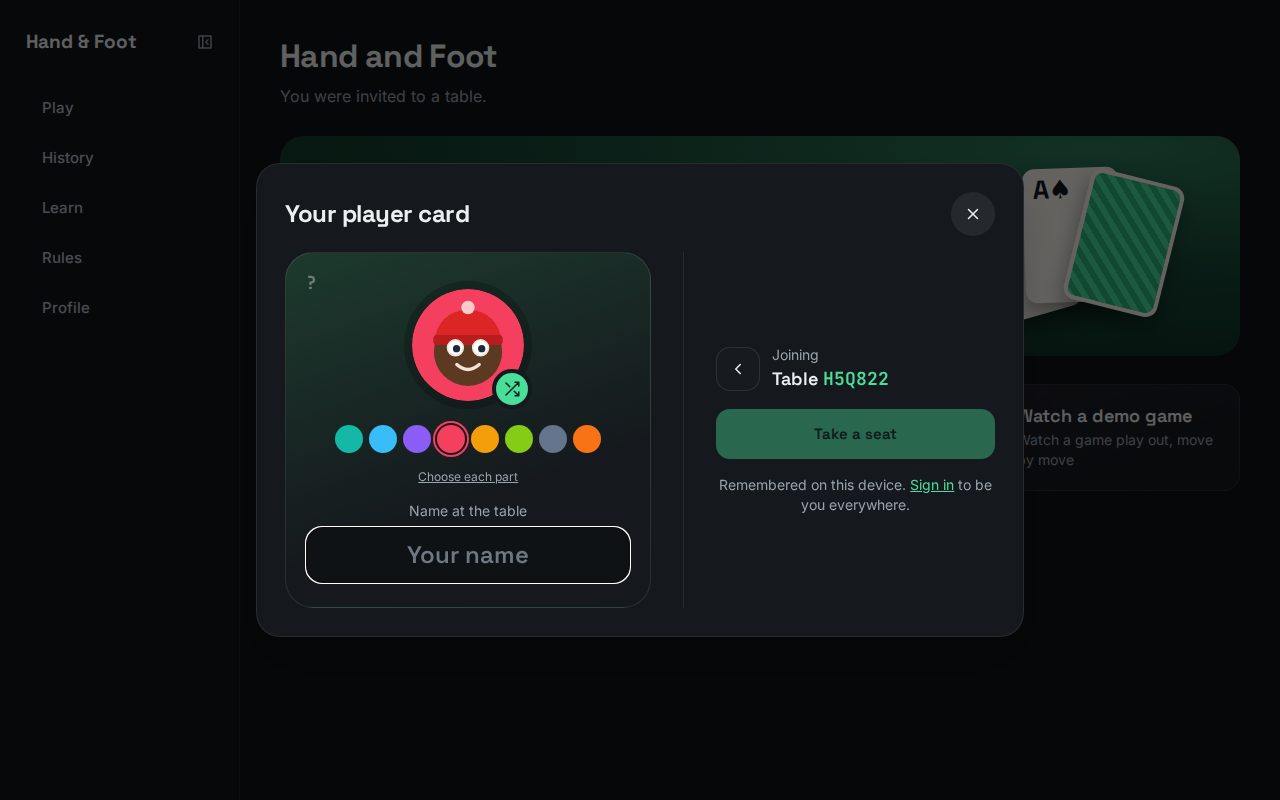 Hand & Foot
Play
History
Learn
Rules
Profile
Hand and Foot
You were invited to a table.
A♠
Your player card
?
Choose each part
Name at the table
Your name
Joining
Table H5Q822
Take a seat
Remembered on this device. Sign in to be
you everywhere.
Watch a demo game
Watch a game play out, move
by move